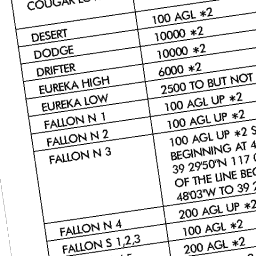 DESERT 100 AGL *2
DODGE 10000 *2
DRIFTER 10000 *2
EUREKA HIGH 6000 *2
EUREKA LOW 2500 TO BUT NOT
FALLON N 1 100 AGL UP *2
FALLON N 2 100 AGL UP *2
FALLON N 3 100 AGL UP *2 S
BEGINNING AT 4
39 29'50"N 117 0
OF THE LINE BEG
48'03"W TO 39 2
FALLON N 4 200 AGL UP *2
FALLON S 1,2,3 100 AGL *2
200 AGL *2